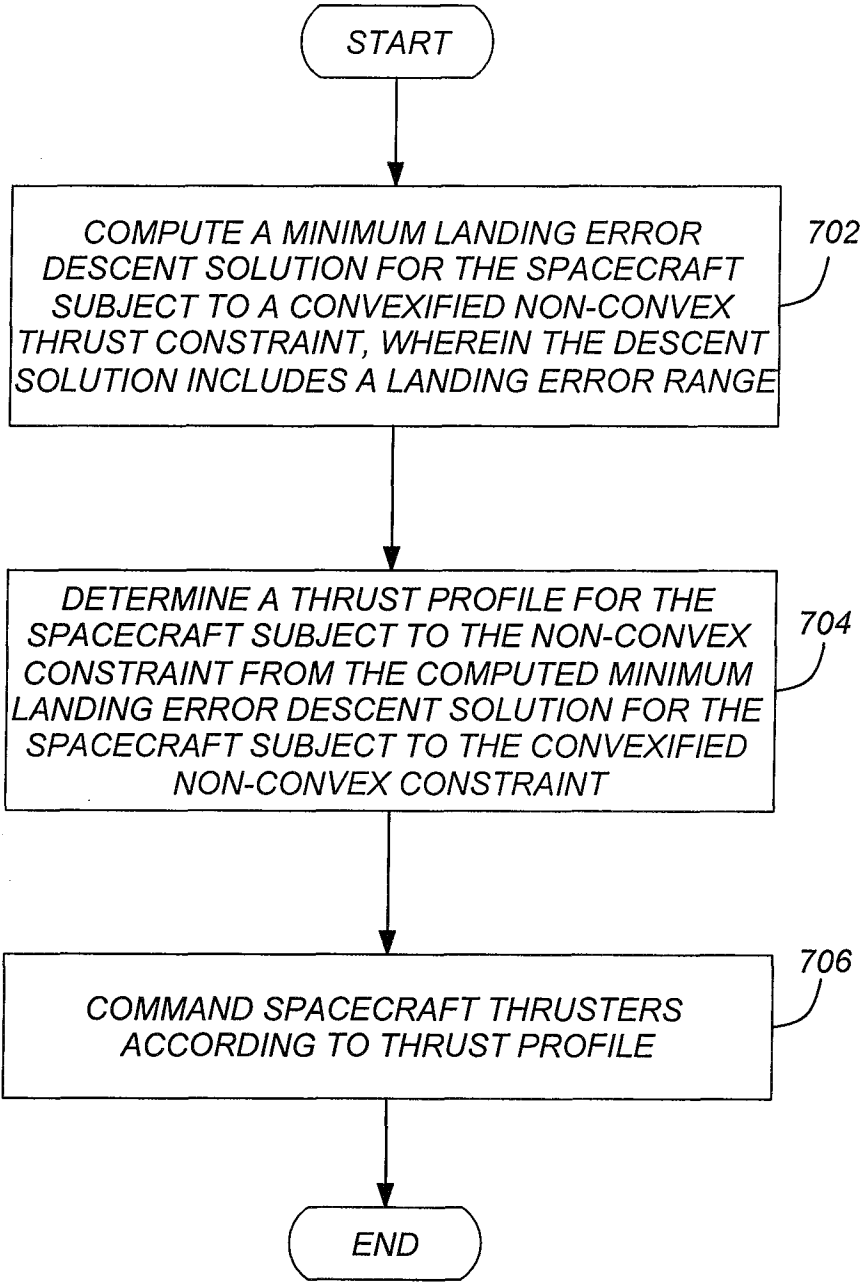 START
COMPUTE A MINIMUM LANDING ERROR
DESCENT SOLUTION FOR THE SPACECRAFT
SUBJECT TO A CONVEXIFIED NON-CONVEX
THRUST CONSTRAINT, WHEREIN THE DESCENT
SOLUTION INCLUDES A LANDING ERROR RANGE
702
DETERMINE A THRUST PROFILE FOR THE
SPACECRAFT SUBJECT TO THE NON-CONVEX
CONSTRAINT FROM THE COMPUTED MINIMUM
LANDING ERROR DESCENT SOLUTION FOR THE
SPACECRAFT SUBJECT TO THE CONVEXIFIED
NON-CONVEX CONSTRAINT
704
COMMAND SPACECRAFT THRUSTERS
ACCORDING TO THRUST PROFILE
706
END